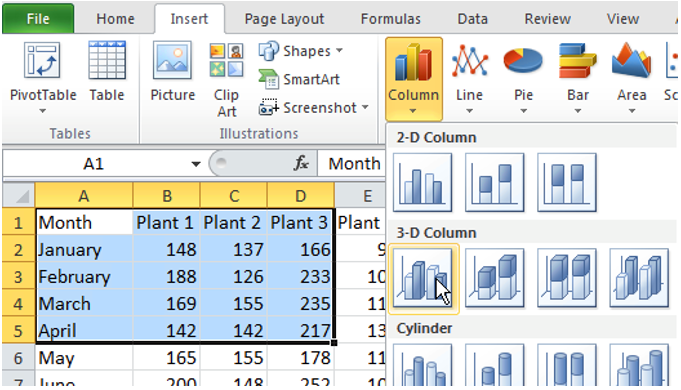 File Home Insert Page Layout Formulas Data Review View
PivotTable Table Picture Clip Art Shapes SmartArt Screenshot Column Line Pie Bar Area
Tables Illustrations
2-D Column
A1 fx Month
3-D Column
A B C D E
1 Month Plant 1 Plant 2 Plant 3 Plant
2 January 148 137 166 9
3 February 188 126 233 10
4 March 169 155 235 11
5 April 142 142 217 13
Cylinder
6 May 165 155 178 11
7 June 200 148 252 10